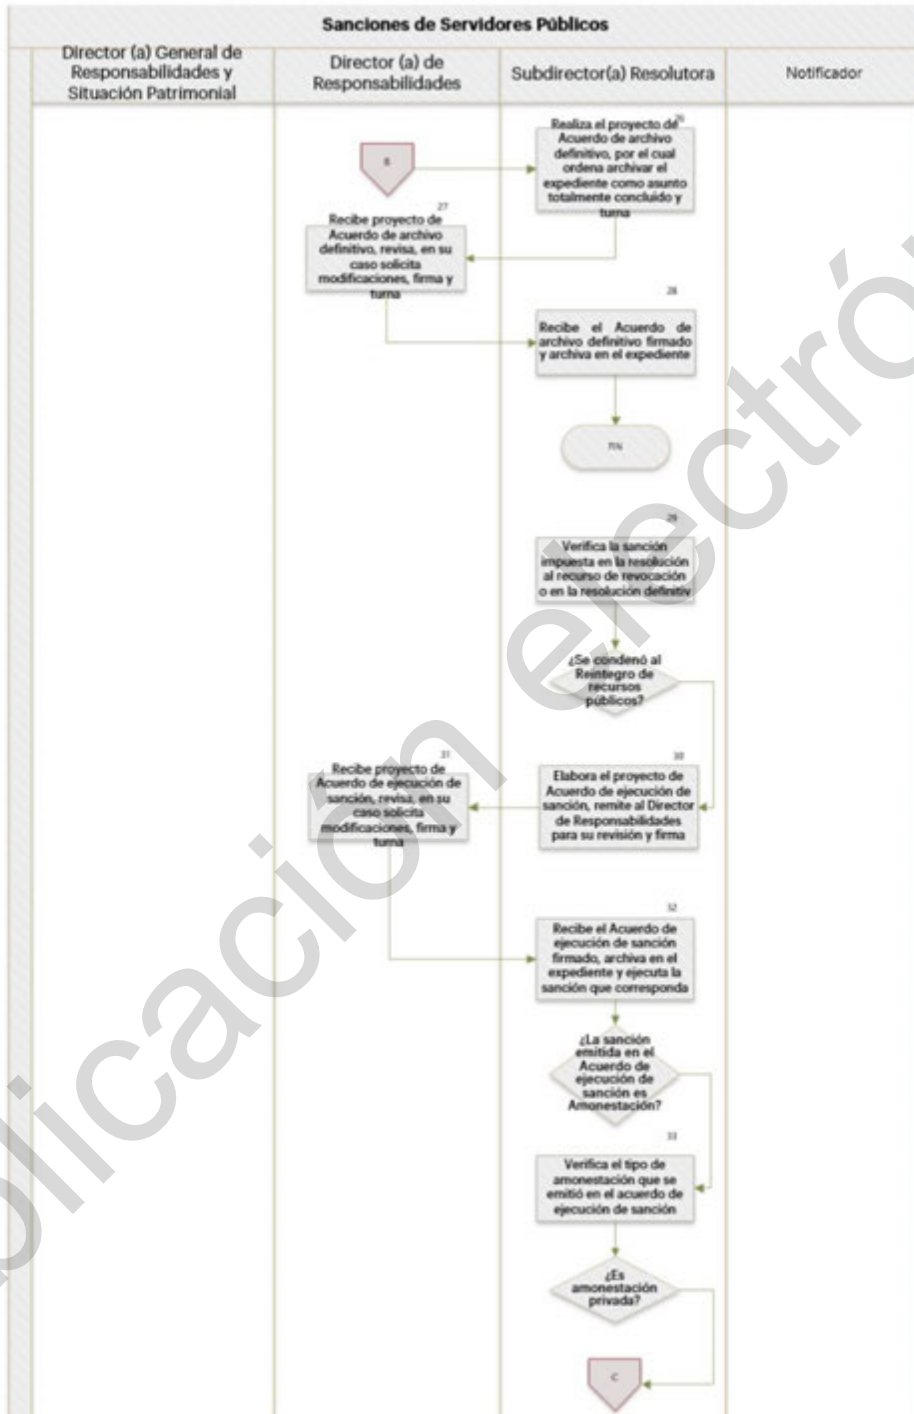 Sanciones de Servidores Públicos
Director (a) General de
Responsabilidades y
Situación Patrimonial
Director (a) de
Responsabilidades
Subdirector(a) Resolutora
Notificador
26
Realiza el proyecto de
Acuerdo de archivo
definitivo, por el cual
ordena archivar el
expediente como asunto
totalmente concluido y
turna
27
Recibe proyecto de
Acuerdo de archivo
definitivo, revisa, en su
caso solicita
modificaciones, firma y
turna
28
Recibe el Acuerdo de
archivo definitivo firmado
y archiva en el expediente
FIN
29
Verifica la sanción
impuesta en la resolución
al recurso de revocación
o en la resolución definitiv
¿Se condenó al
Reintegro de
recursos
públicos?
30
Elabora el proyecto de
Acuerdo de ejecución de
sanción, remite al Director
de Responsabilidades
para su revisión y firma
31
Recibe proyecto de
Acuerdo de ejecución de
sanción, revisa, en su
caso solicita
modificaciones, firma y
turna
32
Recibe el Acuerdo de
ejecución de sanción
firmado, archiva en el
expediente y ejecuta la
sanción que corresponda
¿La sanción
emitida en el
Acuerdo de
ejecución de
sanción es
Amonestación?
33
Verifica el tipo de
amonestación que se
emitió en el acuerdo de
ejecución de sanción
¿Es
amonestación
privada?
C
blicación electró